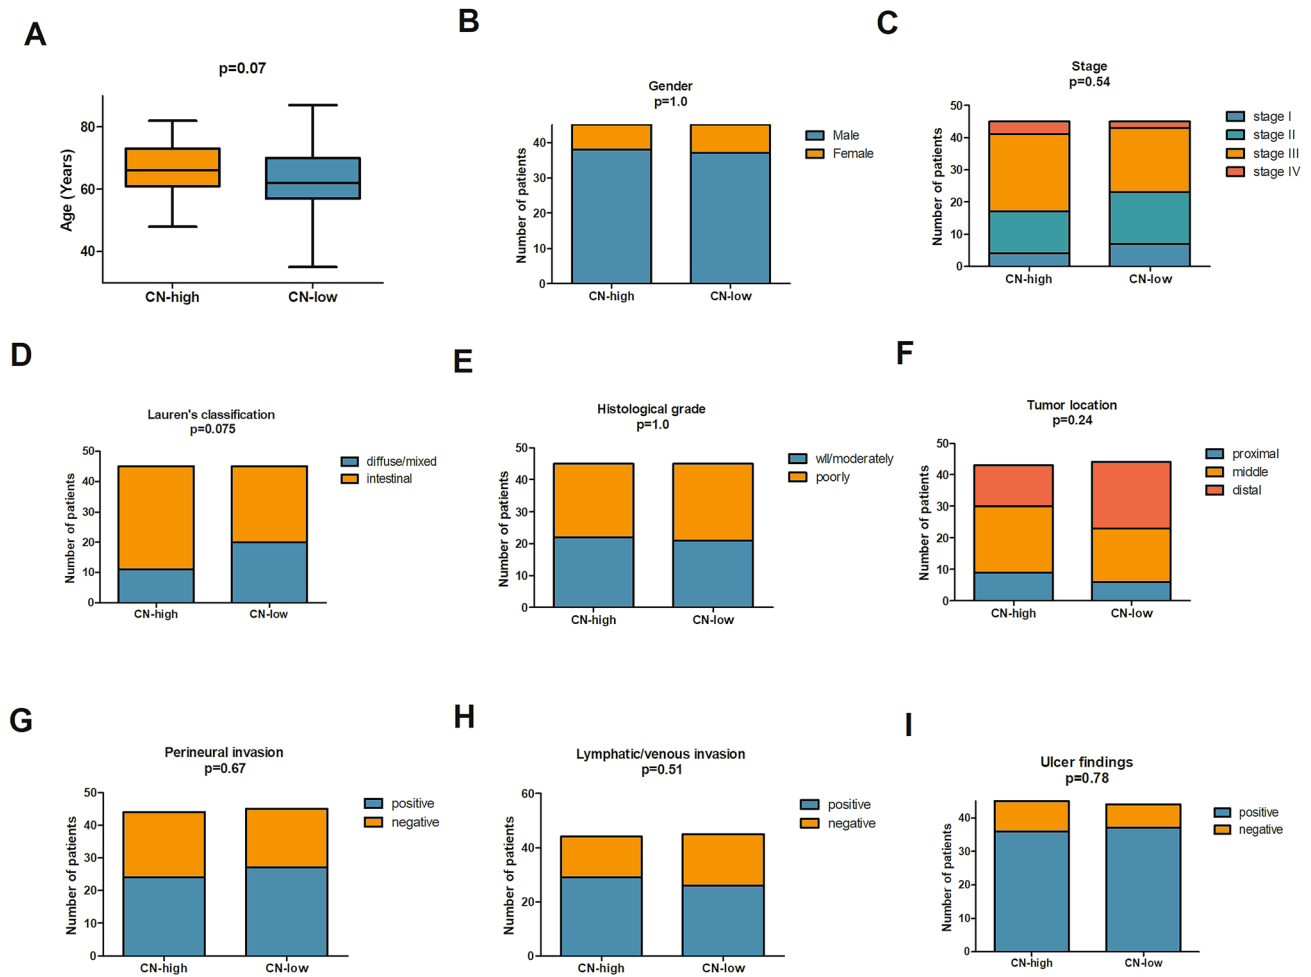 A
p=0.07
Age (Years)
80
60
40
CN-high
CN-low
B
Gender
p=1.0
Number of patients
40
30
20
10
0
CN-high
CN-low
Male
Female
C
Stage
p=0.54
Number of patients
50
40
30
20
10
0
CN-high
CN-low
stage I
stage II
stage III
stage IV
D
Lauren's classification
p=0.075
Number of patients
50
40
30
20
10
0
CN-high
CN-low
diffuse/mixed
intestinal
E
Histological grade
p=1.0
Number of patients
50
40
30
20
10
0
CN-high
CN-low
wll/moderately
poorly
F
Tumor location
p=0.24
Number of patients
50
40
30
20
10
0
CN-high
CN-low
proximal
middle
distal
G
Perineural invasion
p=0.67
Number of patients
50
40
30
20
10
0
CN-high
CN-low
positive
negative
H
Lymphatic/venous invasion
p=0.51
Number of patients
60
40
20
0
CN-high
CN-low
positive
negative
I
Ulcer findings
p=0.78
Number of patients
40
30
20
10
0
CN-high
CN-low
positive
negative